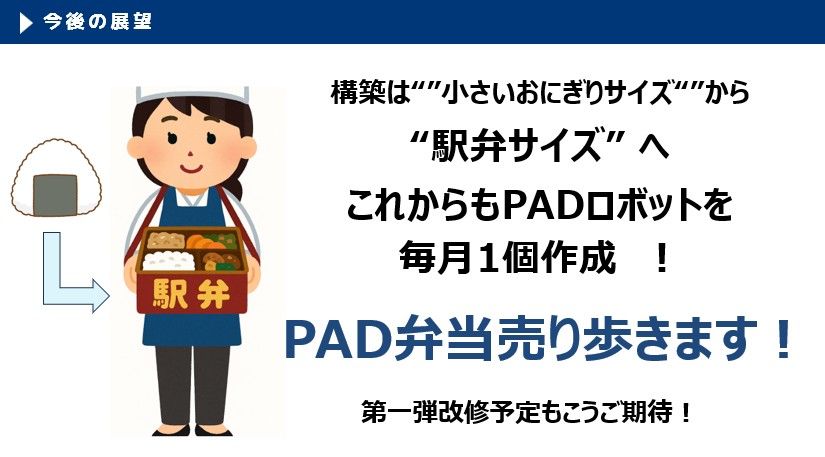 今後の展望
構築は“”小さいおにぎりサイズ“”から
“駅弁サイズ” へ
これからもPADロボットを
毎月1個作成　！
駅弁
PAD弁当売り歩きます！
第一弾改修予定もこうご期待！